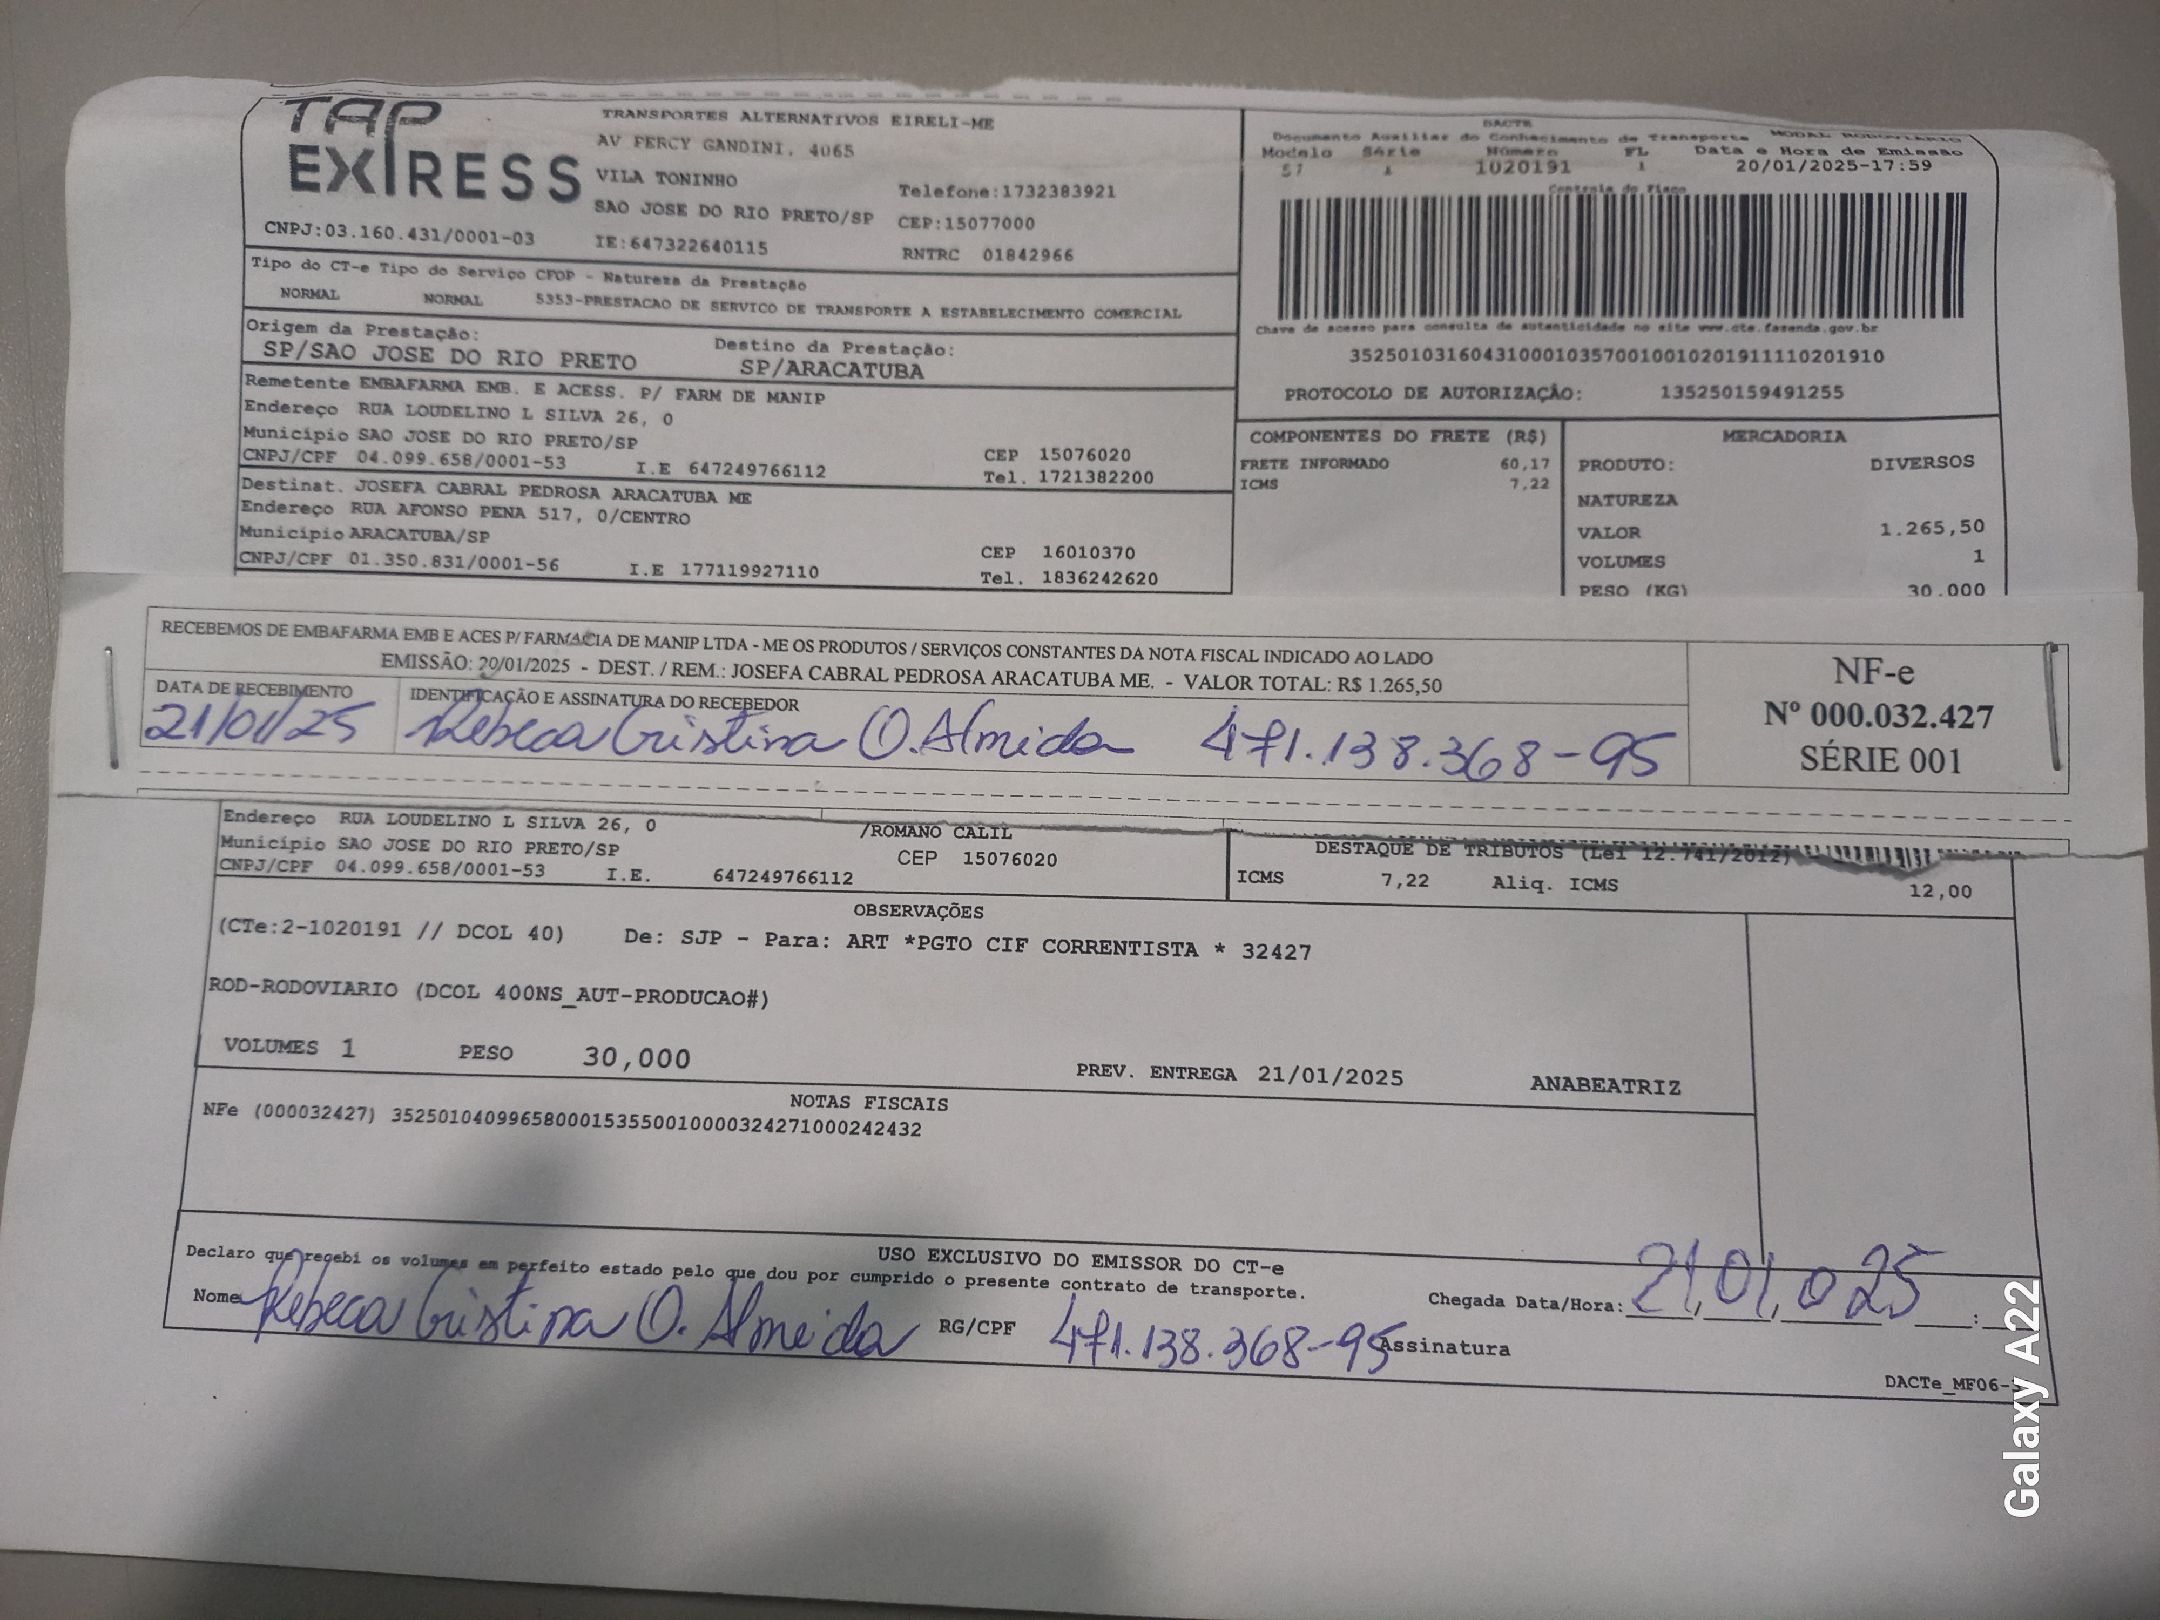 TAP EXPRESS
TRANSPORTES ALTERNATIVOS EIRELI-ME
AV PERCY GANDINI, 4065
VILA TONINHO
Telefone:1732383921
SAO JOSE DO RIO PRETO/SP CEP:15077000
CNPJ:03.160.431/0001-03 IE:647322640115 RNTRC 01842966
DACTE
Documento Auxiliar do Conhecimento de Transporte MODAL RODOVIARIO
Modelo Série Número FL Data e Hora de Emissao
57 1 1020191 1 20/01/2025-17:59
Controle do Fisco
Chave de acesso para consulta de autenticidade no site www.cte.fazenda.gov.br
35250103160431000103570010010201911110201910
PROTOCOLO DE AUTORIZAÇÃO: 135250159491255
Tipo do CT-e Tipo do Serviço CFOP - Natureza da Prestação
NORMAL NORMAL 5353-PRESTACAO DE SERVICO DE TRANSPORTE A ESTABELECIMENTO COMERCIAL
Origem da Prestação: Destino da Prestação:
SP/SAO JOSE DO RIO PRETO SP/ARACATUBA
Remetente EMBAFARMA EMB. E ACESS. P/ FARM DE MANIP
Endereço RUA LOUDELINO L SILVA 26, 0
Município SAO JOSE DO RIO PRETO/SP CEP 15076020
CNPJ/CPF 04.099.658/0001-53 I.E 647249766112 Tel. 1721382200
Destinat. JOSEFA CABRAL PEDROSA ARACATUBA ME
Endereço RUA AFONSO PENA 517, 0/CENTRO
Município ARACATUBA/SP CEP 16010370
CNPJ/CPF 01.350.831/0001-56 I.E 177119927110 Tel. 1836242620
COMPONENTES DO FRETE (R$)
FRETE INFORMADO 60,17
ICMS 7,22
MERCADORIA
PRODUTO: DIVERSOS
NATUREZA
VALOR 1.265,50
VOLUMES 1
PESO (KG) 30.000
RECEBEMOS DE EMBAFARMA EMB E ACES P/ FARMACIA DE MANIP LTDA - ME OS PRODUTOS / SERVIÇOS CONSTANTES DA NOTA FISCAL INDICADO AO LADO
EMISSÃO: 20/01/2025 - DEST. / REM.: JOSEFA CABRAL PEDROSA ARACATUBA ME. - VALOR TOTAL: R$ 1.265,50
DATA DE RECEBIMENTO IDENTIFICAÇÃO E ASSINATURA DO RECEBEDOR
21/01/25 Rebeca Cristina O. Almeida 471.138.368-95
NF-e
Nº 000.032.427
SÉRIE 001
Endereço RUA LOUDELINO L SILVA 26, 0 /ROMANO CALIL
Município SAO JOSE DO RIO PRETO/SP CEP 15076020
CNPJ/CPF 04.099.658/0001-53 I.E. 647249766112
DESTAQUE DE TRIBUTOS (Lei 12.741/2012)
ICMS 7,22 Aliq. ICMS 12,00
OBSERVAÇÕES
(CTe:2-1020191 // DCOL 40) De: SJP - Para: ART *PGTO CIF CORRENTISTA * 32427
ROD-RODOVIARIO (DCOL 400NS_AUT-PRODUCAO#)
VOLUMES 1 PESO 30,000 PREV. ENTREGA 21/01/2025 ANABEATRIZ
NOTAS FISCAIS
NFe (000032427) 35250104099658000153550010000324271000242432
USO EXCLUSIVO DO EMISSOR DO CT-e
Declaro que recebi os volumes em perfeito estado pelo que dou por cumprido o presente contrato de transporte.
Nome Rebeca Cristina O. Almeida RG/CPF 471.138.368-95 Assinatura
Chegada Data/Hora: 21,01,025 :
DACTe_MF06-
Galaxy A22